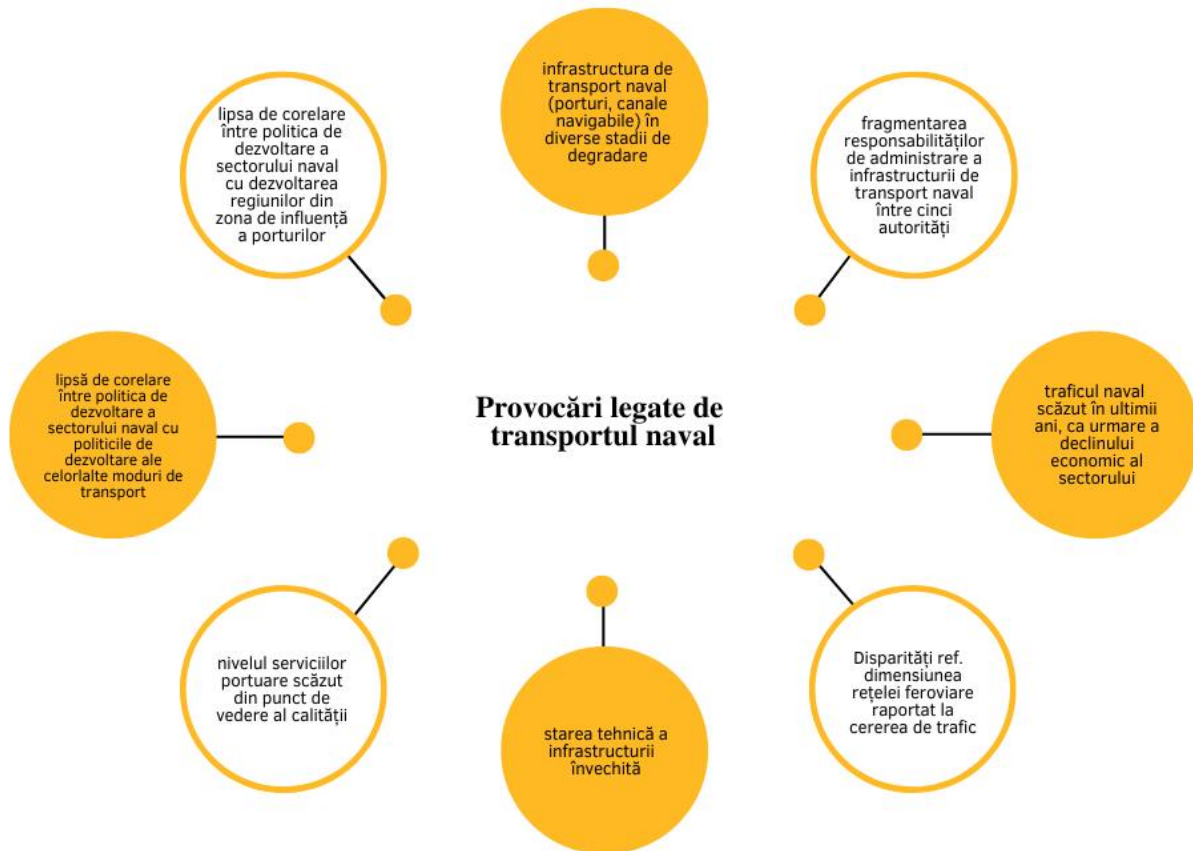 infrastructura de
transport naval
(porturi, canale
navigabile) în
diverse stadii de
degradare
lipsa de corelare
între politica de
dezvoltare a
sectorului naval
cu dezvoltarea
regiunilor din
zona de influență
a porturilor
fragmentarea
responsabilităților
de administrare a
infrastructurii de
transport naval
între cinci
autorități
lipsă de corelare
între politica de
dezvoltare a
sectorului naval cu
politicile de
dezvoltare ale
celorlalte moduri de
transport
Provocări legate de
transportul naval
traficul naval
scăzut în ultimii
ani, ca urmare a
declinului
economic al
sectorului
nivelul serviciilor
portuare scăzut
din punct de
vedere al calității
starea tehnică a
infrastructurii
învechită
Disparități ref.
dimensiunea
rețelei feroviare
raportat la
cererea de trafic